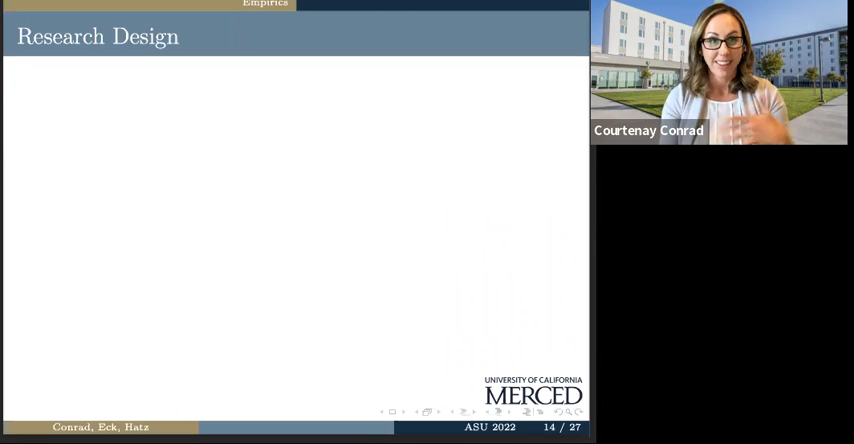 Empirics
Research Design
Courtenay Conrad
UNIVERSITY OF CALIFORNIA
MERCED
Conrad, Eck, Hatz
ASU 2022
14 / 27